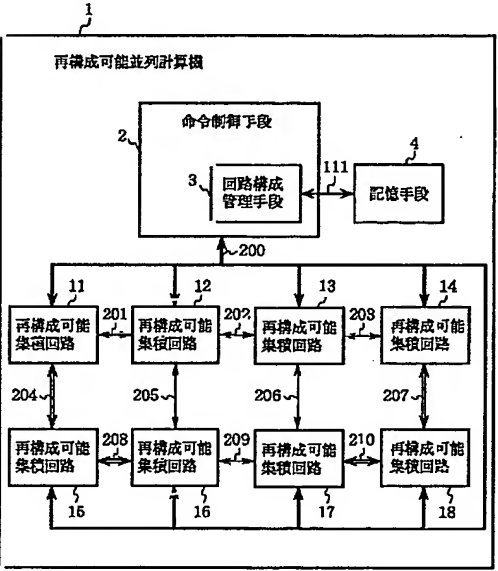 1
再構成可能並列計算機
命令制御手段
2
3
回路構成
管理手段
111
4
記憶手段
200
11
12
13
14
再構成可能
集積回路
201
再構成可能
集積回路
202
再構成可能
集積回路
203
再構成可能
集積回路
204
205
206
207
再構成可能
集積回路
208
再構成可能
集積回路
209
再構成可能
集積回路
210
再構成可能
集積回路
15
16
17
18